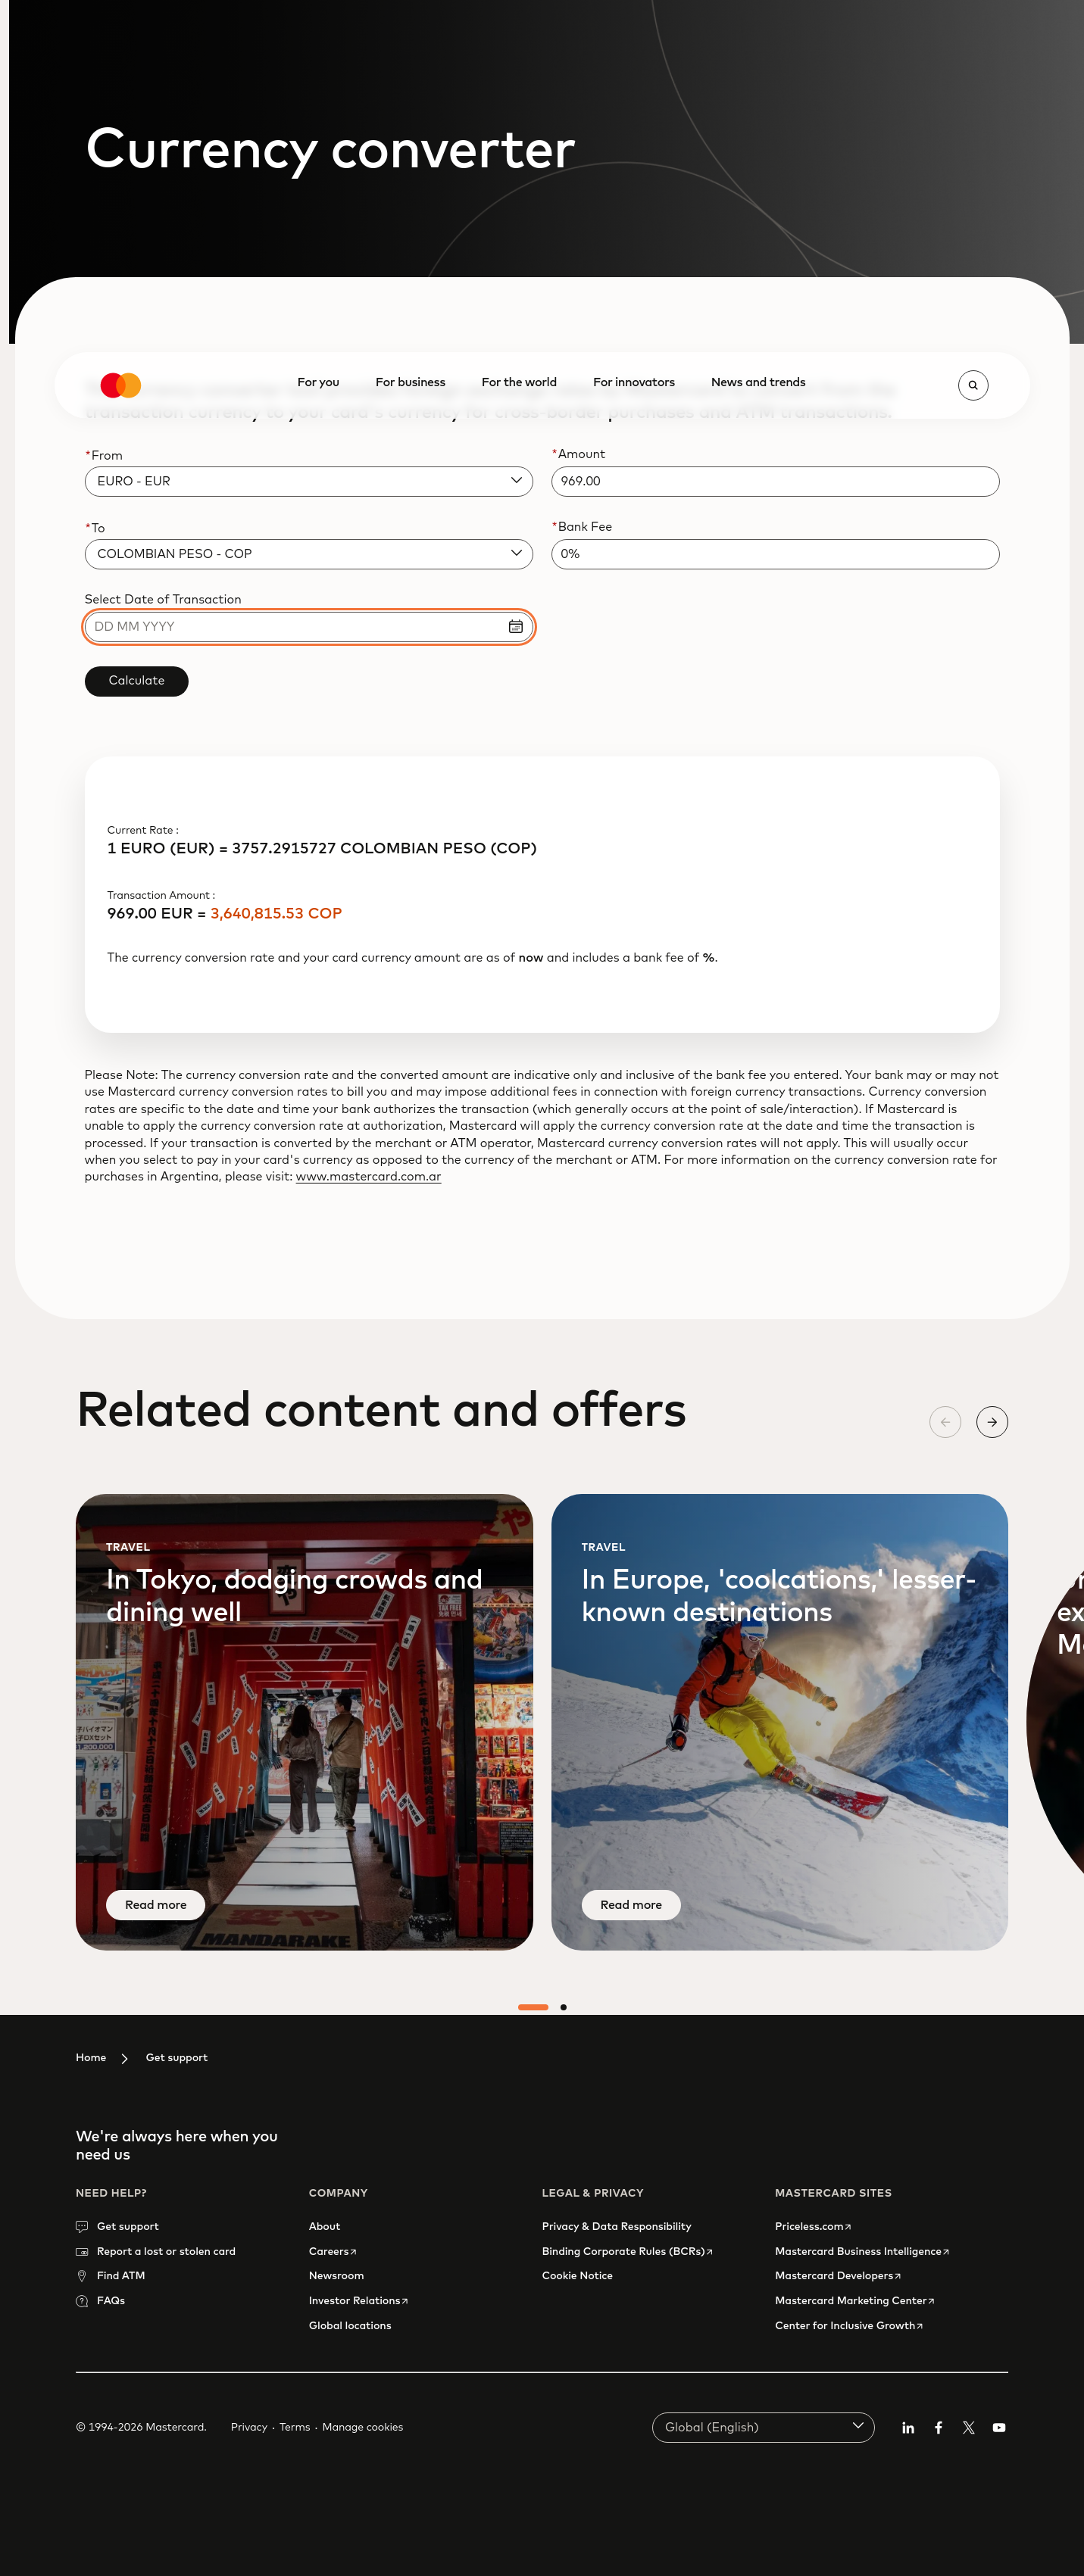 Currency converter
For you
For business
For the world
For innovators
News and trends
transaction currency to your card's currency for cross-border purchases and ATM transactions.
*From
EURO - EUR
*Amount
969.00
*To
COLOMBIAN PESO - COP
*Bank Fee
0%
Select Date of Transaction
DD MM YYYY
Calculate
Current Rate :
1 EURO (EUR) = 3757.2915727 COLOMBIAN PESO (COP)
Transaction Amount :
969.00 EUR = 3,640,815.53 COP
The currency conversion rate and your card currency amount are as of now and includes a bank fee of %.
Please Note: The currency conversion rate and the converted amount are indicative only and inclusive of the bank fee you entered. Your bank may or may not
use Mastercard currency conversion rates to bill you and may impose additional fees in connection with foreign currency transactions. Currency conversion
rates are specific to the date and time your bank authorizes the transaction (which generally occurs at the point of sale/interaction). If Mastercard is
unable to apply the currency conversion rate at authorization, Mastercard will apply the currency conversion rate at the date and time the transaction is
processed. If your transaction is converted by the merchant or ATM operator, Mastercard currency conversion rates will not apply. This will usually occur
when you select to pay in your card's currency as opposed to the currency of the merchant or ATM. For more information on the currency conversion rate for
purchases in Argentina, please visit: www.mastercard.com.ar
Related content and offers
TRAVEL
In Tokyo, dodging crowds and
dining well
MANDARAKE
Read more
TRAVEL
In Europe, 'coolcations,' lesser-
known destinations
Read more
Home
Get support
We're always here when you
need us
NEED HELP?
Get support
Report a lost or stolen card
Find ATM
FAQs
COMPANY
About
Careers
Newsroom
Investor Relations
Global locations
LEGAL & PRIVACY
Privacy & Data Responsibility
Binding Corporate Rules (BCRs)
Cookie Notice
MASTERCARD SITES
Priceless.com
Mastercard Business Intelligence
Mastercard Developers
Mastercard Marketing Center
Center for Inclusive Growth
© 1994-2026 Mastercard.
Privacy · Terms · Manage cookies
Global (English)